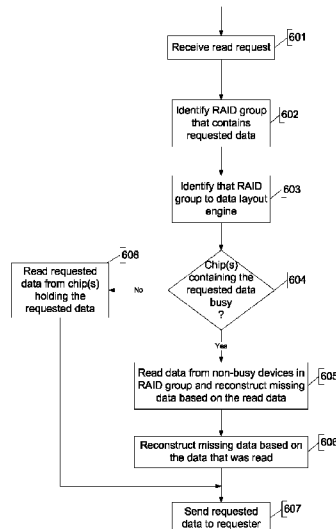 601
Receive read request
Identify RAID group
that contains
requested data
602
Identify that RAID
group to data layout
engine
603
608
Read requested
data from chip(s)
holding the
requested data
No
Chip(s)
containing the
requested data
busy
?
604
Yes
Read data from non-busy devices in
RAID group and reconstruct missing
data based on the read data
605
Reconstruct missing data based on
the data that was read
606
Send requested
data to requester
607